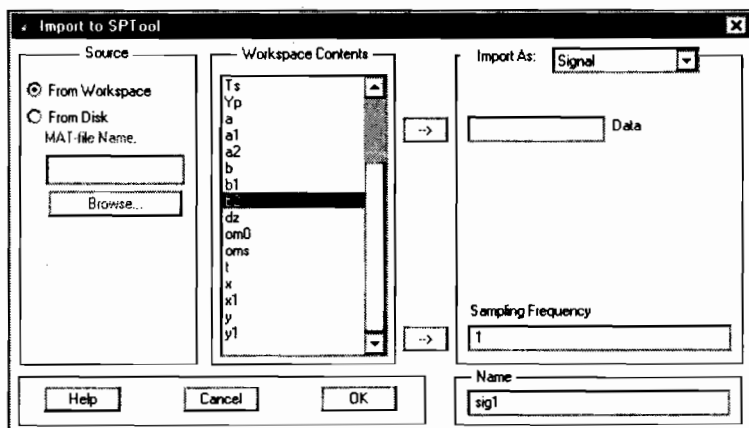 Import to SPTool
Source
From Workspace
From Disk
MAT-file Name.
Browse...
Workspace Contents
Ts
Yp
a
a1
a2
b
b1
dz
om0
oms
t
x
x1
y
y1
-->
-->
Import As:
Signal
Data
Sampling Frequency
1
Help
Cancel
OK
Name
sig1